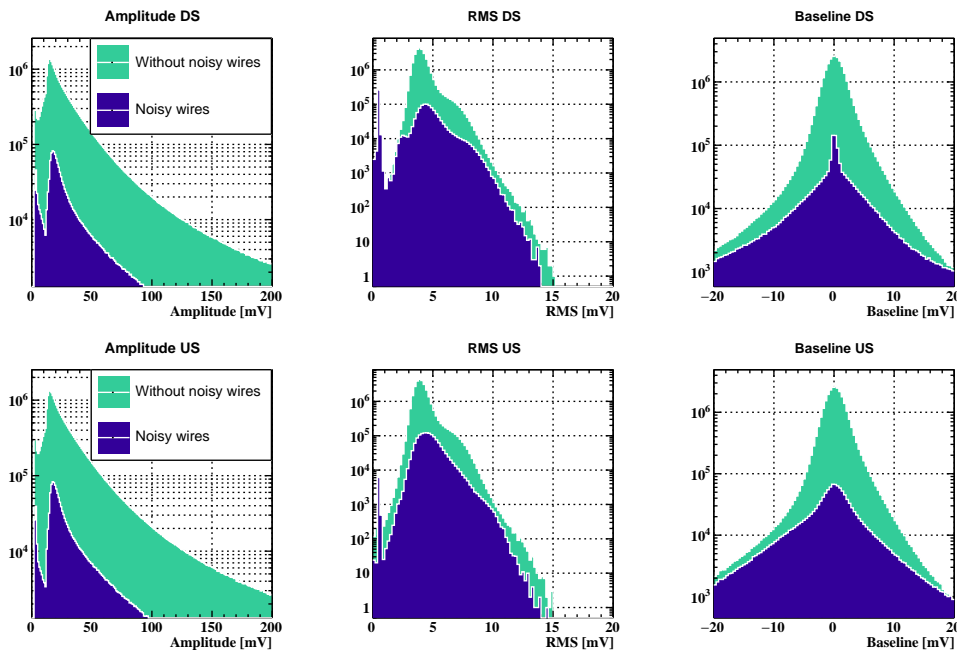 Amplitude DS
Without noisy wires
Noisy wires
10^6
10^5
10^4
0 50 100 150 200
Amplitude [mV]
RMS DS
10^6
10^5
10^4
10^3
10^2
10
1
0 5 10 15 20
RMS [mV]
Baseline DS
10^6
10^5
10^4
10^3
−20 −10 0 10 20
Baseline [mV]
Amplitude US
Without noisy wires
Noisy wires
10^6
10^5
10^4
0 50 100 150 200
Amplitude [mV]
RMS US
10^6
10^5
10^4
10^3
10^2
10
1
0 5 10 15 20
RMS [mV]
Baseline US
10^6
10^5
10^4
10^3
−20 −10 0 10 20
Baseline [mV]